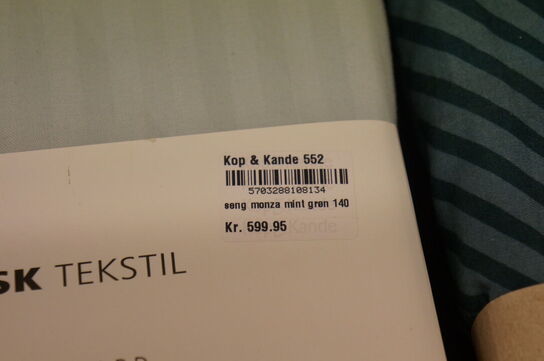 Kop & Kande 552
5703288108134
seng monza mint grøn 140
Kr. 599.95
Kande
SK TEKSTIL